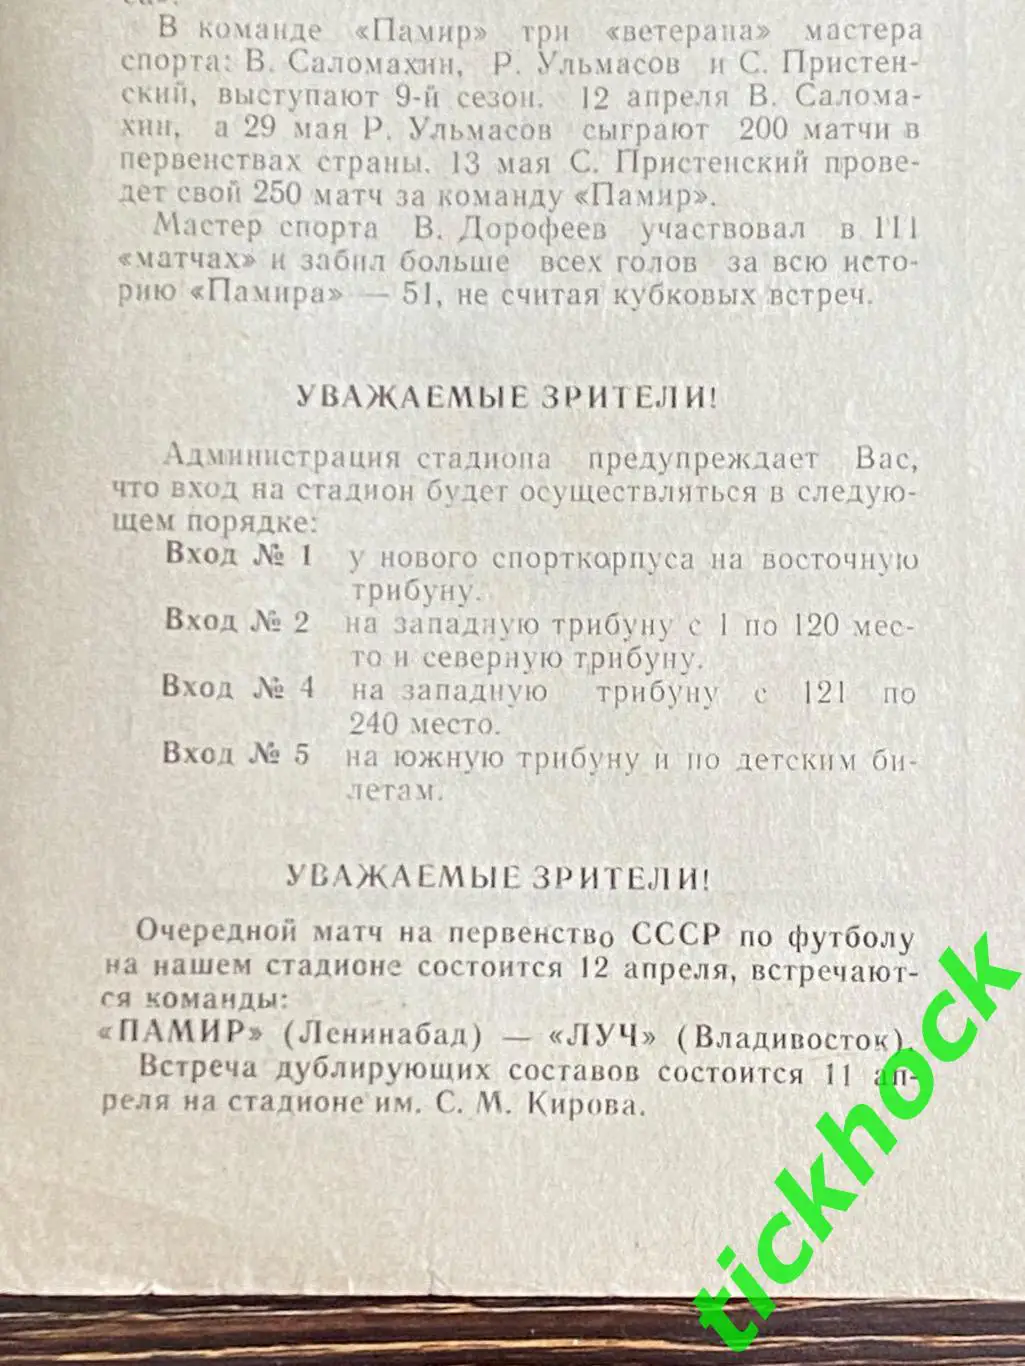 са».
В команде «Памир» три «ветерана» мастера
спорта: В. Саломахин, Р. Ульмасов и С. Пристен-
ский, выступают 9-й сезон. 12 апреля В. Салома-
хин, а 29 мая Р. Ульмасов сыграют 200 матчи в
первенствах страны. 13 мая С. Пристенский прове-
дет свой 250 матч за команду «Памир».
Мастер спорта В. Дорофеев участвовал в 111
«матчах» и забил больше всех голов за всю исто-
рию «Памира» — 51, не считая кубковых встреч.
УВАЖАЕМЫЕ ЗРИТЕЛИ!
Администрация стадиона предупреждает Вас,
что вход на стадион будет осуществляться в следую-
щем порядке:
Вход № 1 у нового спорткорпуса на восточную
трибуну.
Вход № 2 на западную трибуну с 1 по 120 мес-
то и северную трибуну.
Вход № 4 на западную трибуну с 121 по
240 место.
Вход № 5 на южную трибуну и по детским би-
летам.
УВАЖАЕМЫЕ ЗРИТЕЛИ!
Очередной матч на первенство СССР по футболу
на нашем стадионе состоится 12 апреля, встречают-
ся команды:
«ПАМИР» (Ленинабад) — «ЛУЧ» (Владивосток).
Встреча дублирующих составов состоится 11 ап-
реля на стадионе им. С. М. Кирова.
tickhock